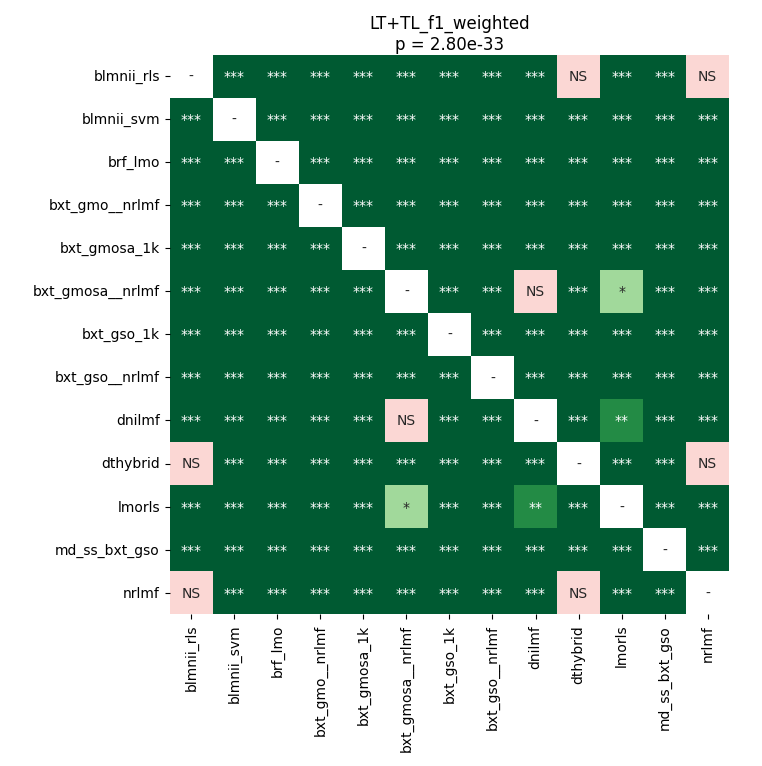 LT+TL_f1_weighted
p = 2.80e-33
blmnii_rls - *** *** *** *** *** *** *** *** NS *** *** NS
blmnii_svm *** - *** *** *** *** *** *** *** *** *** *** ***
brf_lmo *** *** - *** *** *** *** *** *** *** *** *** ***
bxt_gmo__nrlmf *** *** *** - *** *** *** *** *** *** *** *** ***
bxt_gmosa_1k *** *** *** *** - *** *** *** *** *** *** *** ***
bxt_gmosa__nrlmf *** *** *** *** *** - *** *** NS *** * *** ***
bxt_gso_1k *** *** *** *** *** *** - *** *** *** *** *** ***
bxt_gso__nrlmf *** *** *** *** *** *** *** - *** *** *** *** ***
dnilmf *** *** *** *** *** NS *** *** - *** ** *** ***
dthybrid NS *** *** *** *** *** *** *** *** - *** *** NS
lmorls *** *** *** *** *** * *** *** ** *** - *** ***
md_ss_bxt_gso *** *** *** *** *** *** *** *** *** *** *** - ***
nrlmf NS *** *** *** *** *** *** *** *** NS *** *** -
blmnii_rls
blmnii_svm
brf_lmo
bxt_gmo__nrlmf
bxt_gmosa_1k
bxt_gmosa__nrlmf
bxt_gso_1k
bxt_gso__nrlmf
dnilmf
dthybrid
lmorls
md_ss_bxt_gso
nrlmf